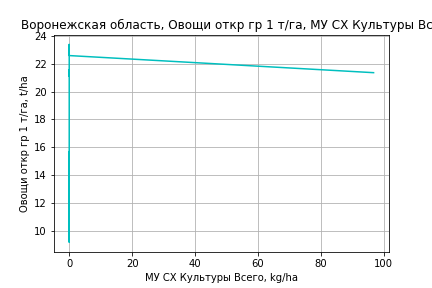 Воронежская область, Овощи откр гр 1 т/га, МУ СХ Культуры Вс
24
22
20
18
16
14
12
10
Овощи откр гр 1 т/га, t/ha
0 20 40 60 80 100
МУ СХ Культуры Всего, kg/ha